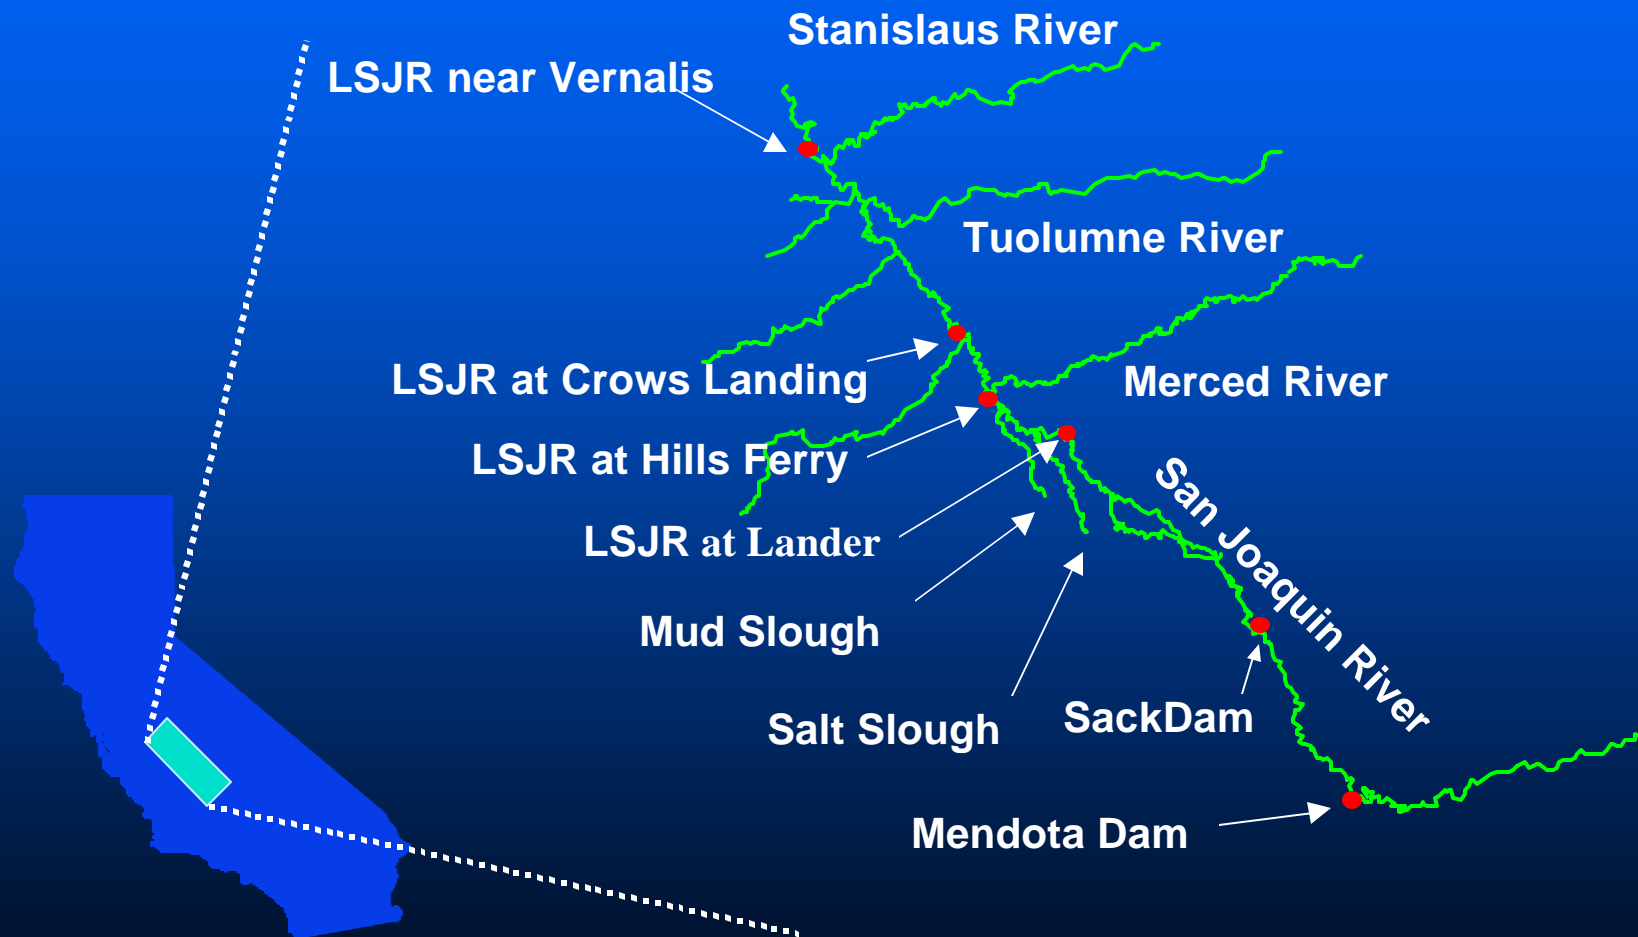 Stanislaus River
LSJR near Vernalis
Tuolumne River
LSJR at Crows Landing
Merced River
LSJR at Hills Ferry
San Joaquin River
LSJR at Lander
Mud Slough
Salt Slough
SackDam
Mendota Dam